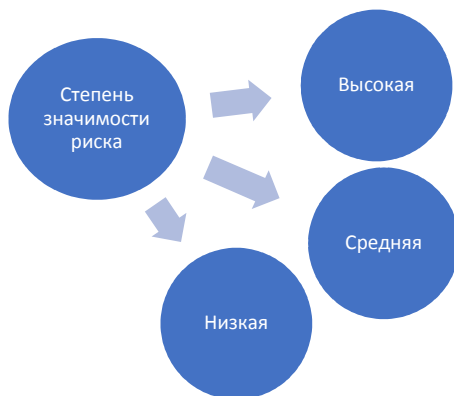 Степень
значимости
риска
Высокая
Средняя
Низкая